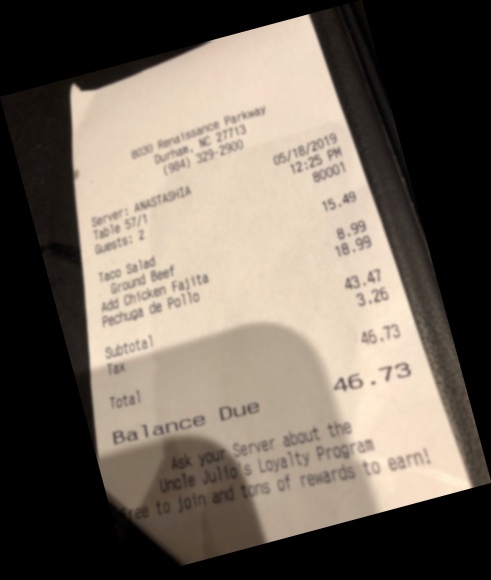 8030 Renaissance Parkway
Durham, NC 27713
(984) 329-2900
Server: ANASTASHIA 05/18/2019
Table 57/1 12:25 PM
Guests: 2 80001
Taco Salad 15.49
Ground Beef
Add Chicken Fajita 8.99
Pechuga de Pollo 18.99
Subtotal 43.47
Tax 3.26
Total 46.73
Balance Due 46.73
Ask your Server about the
Uncle Julio's Loyalty Program
Free to join and tons of rewards to earn!